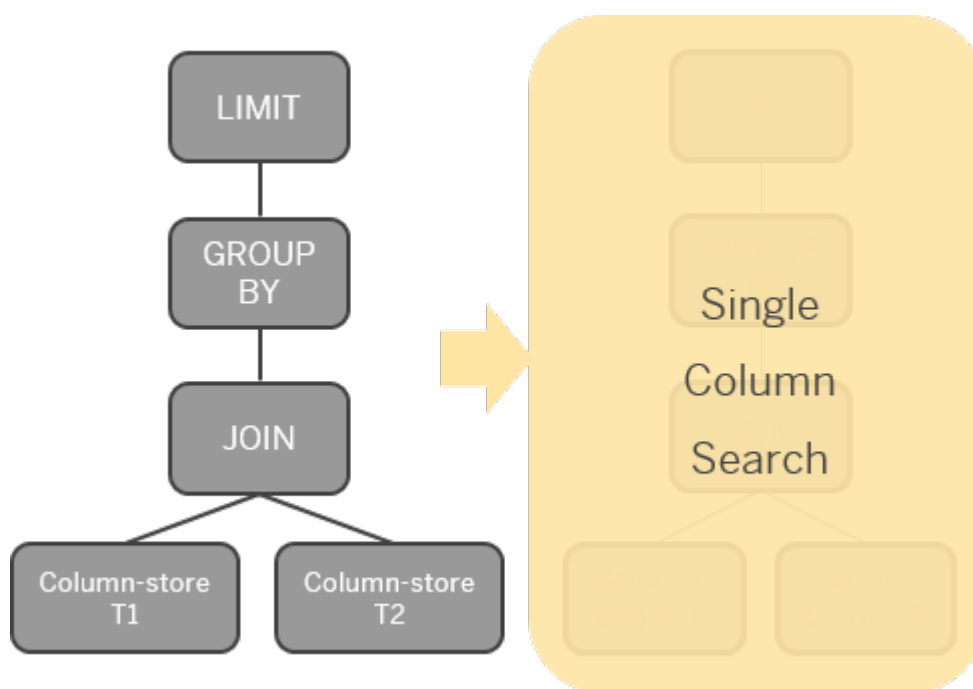 LIMIT
GROUP
BY
JOIN
Column-store
T1
Column-store
T2
Single
Column
Search